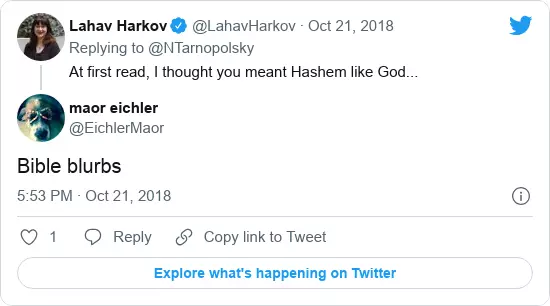 Lahav Harkov @LahavHarkov · Oct 21, 2018
Replying to @NTarnopolsky
At first read, I thought you meant Hashem like God...
maor eichler
@EichlerMaor
Bible blurbs
5:53 PM · Oct 21, 2018
1 Reply Copy link to Tweet
Explore what's happening on Twitter